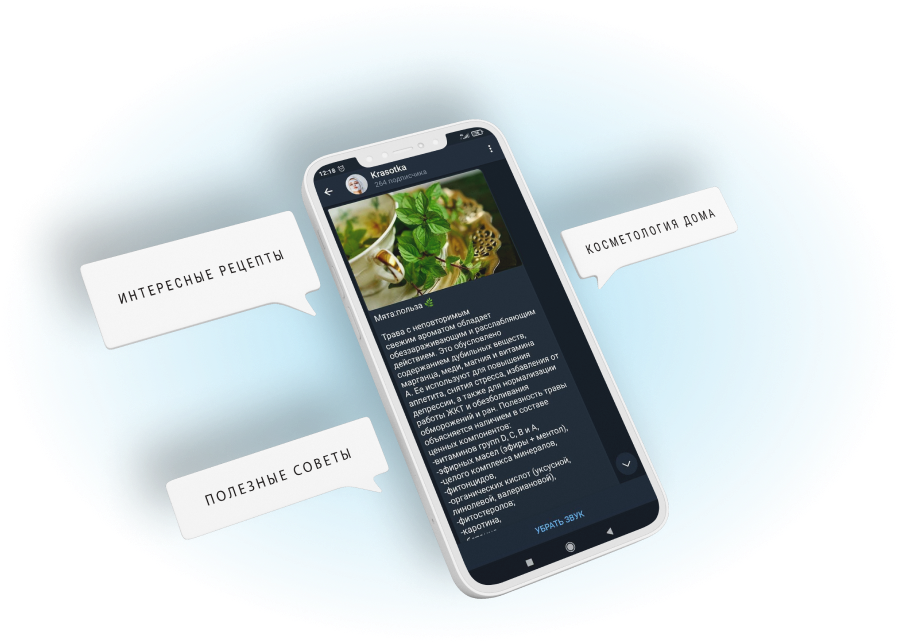 12:18
Krasotka
264 подписчика
ИНТЕРЕСНЫЕ РЕЦЕПТЫ
КОСМЕТОЛОГИЯ ДОМА
ПОЛЕЗНЫЕ СОВЕТЫ
Мята:польза
Трава с неповторимым
свежим ароматом обладает
обеззараживающим и расслабляющим
действием. Это обусловлено
содержанием дубильных веществ,
марганца, меди, магния и витамина
А. Ее используют для повышения
аппетита, снятия стресса, избавления от
депрессии, а также для нормализации
работы ЖКТ и обезболивания
обморожений и ран. Полезность травы
объясняется наличием в составе
ценных компонентов:
-витаминов групп D, C, B и A,
-эфирных масел (эфиры + ментол),
-целого комплекса минералов,
-фитонцидов,
-органических кислот (уксусной,
линолевой, валериановой),
-фитостеролов;
-каротина,
УБРАТЬ ЗВУК